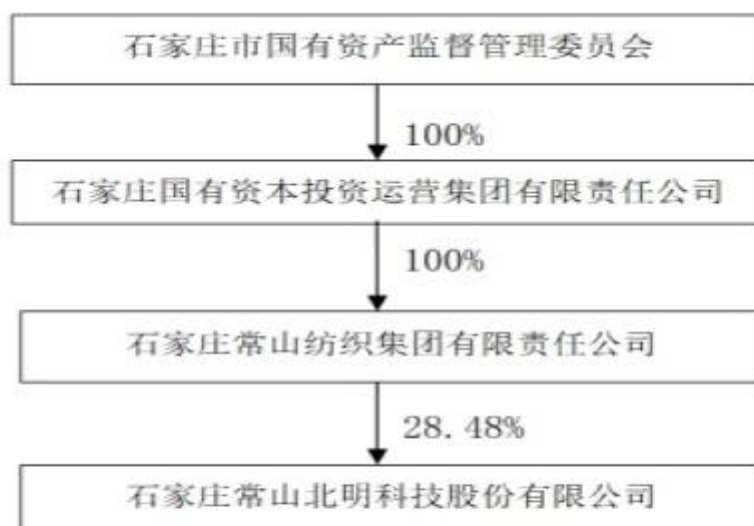 石家庄市国有资产监督管理委员会
100%
石家庄国有资本投资运营集团有限责任公司
100%
石家庄常山纺织集团有限责任公司
28.48%
石家庄常山北明科技股份有限公司